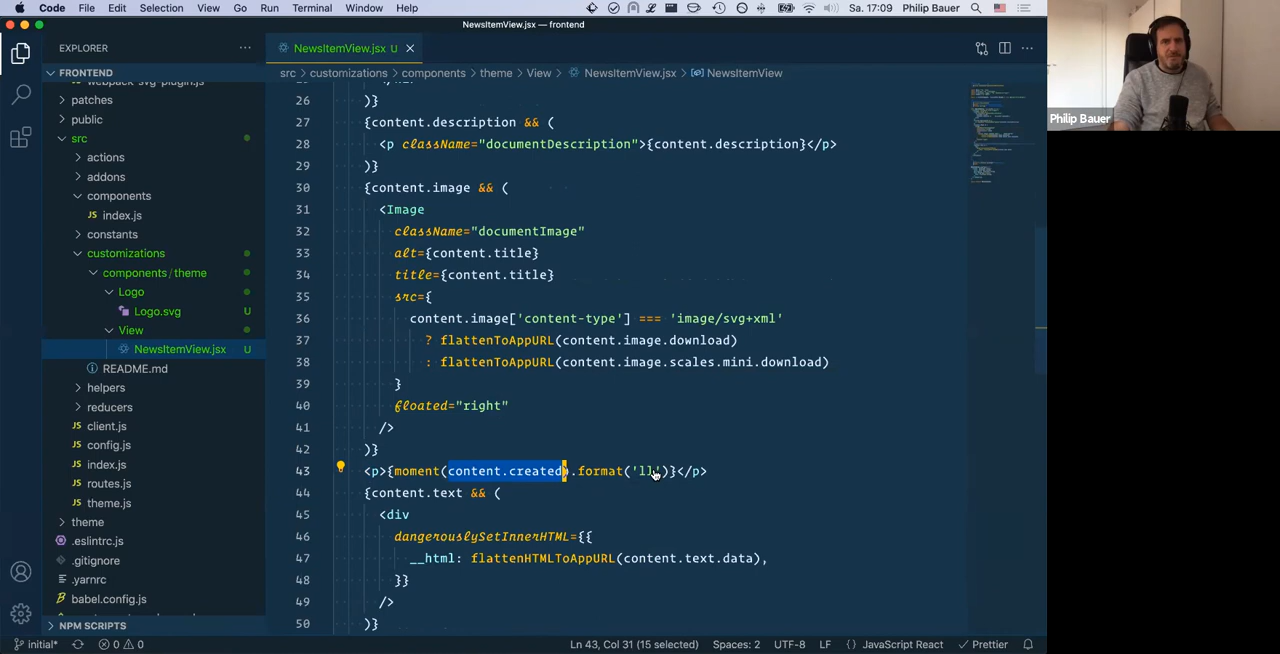 Code File Edit Selection View Go Run Terminal Window Help Sa. 17:09 Philip Bauer
NewsItemView.jsx — frontend
EXPLORER
NewsItemView.jsx U
FRONTEND
src > customizations > components > theme > View > NewsItemView.jsx > NewsItemView
webpack-svg-plugin.js
patches
public
src
actions
addons
components
index.js
constants
customizations
components/theme
Logo
Logo.svg U
View
NewsItemView.jsx U
README.md
helpers
reducers
client.js
config.js
index.js
routes.js
theme.js
theme
.eslintrc.js
.gitignore
.yarnrc
babel.config.js
NPM SCRIPTS
26 )}
27 {content.description && (
28 <p className="documentDescription">{content.description}</p>
29 )}
30 {content.image && (
31 <Image
32 className="documentImage"
33 alt={content.title}
34 title={content.title}
35 src={
36 content.image['content-type'] === 'image/svg+xml'
37 ? flattenToAppURL(content.image.download)
38 : flattenToAppURL(content.image.scales.mini.download)
39 }
40 floated="right"
41 />
42 )}
43 <p>{moment(content.created).format('ll')}</p>
44 {content.text && (
45 <div
46 dangerouslySetInnerHTML={{
47 __html: flattenHTMLToAppURL(content.text.data),
48 }}
49 />
50 )}
Philip Bauer
initial* 0 0 Ln 43, Col 31 (15 selected) Spaces: 2 UTF-8 LF {} JavaScript React Prettier